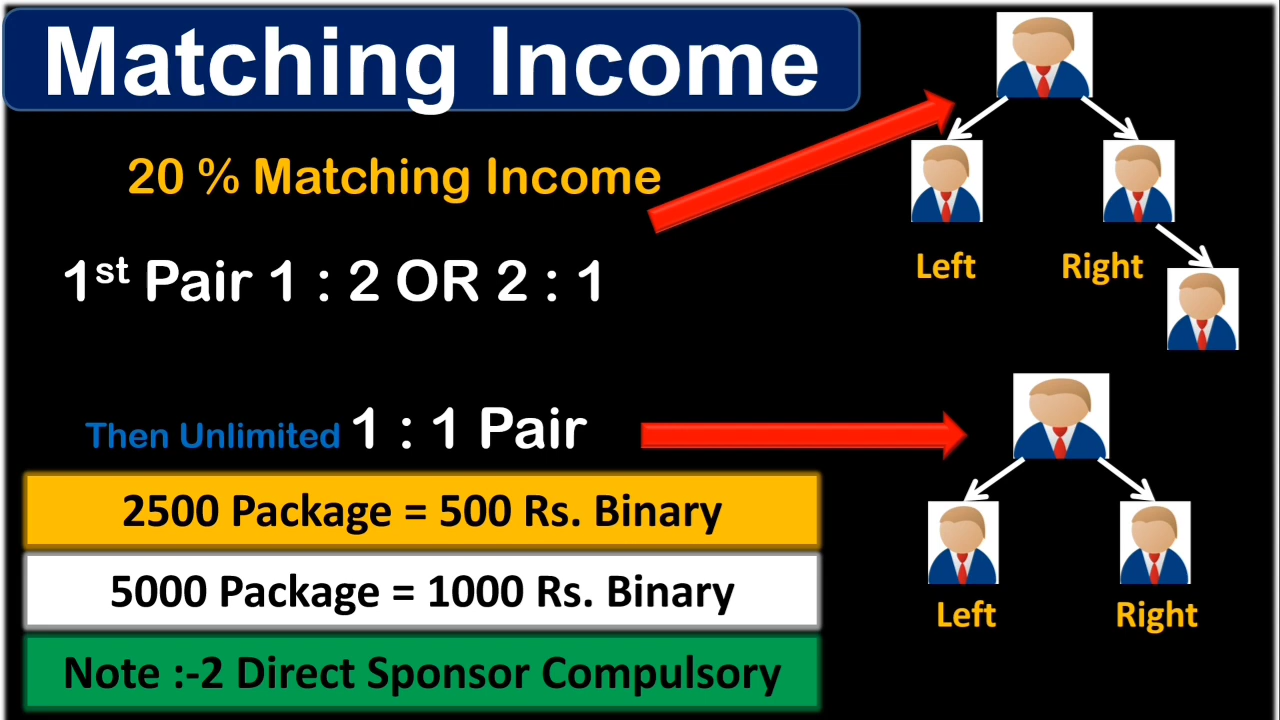 Matching Income
20 % Matching Income
1st Pair 1 : 2 OR 2 : 1
Left Right
Then Unlimited 1 : 1 Pair
2500 Package = 500 Rs. Binary
5000 Package = 1000 Rs. Binary
Left Right
Note :-2 Direct Sponsor Compulsory